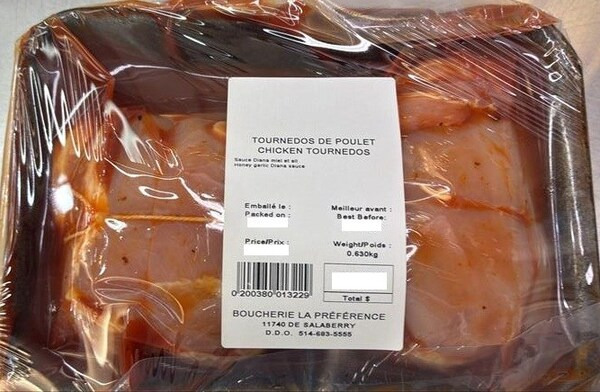 TOURNEDOS DE POULET
CHICKEN TOURNEDOS
Sauce Diana miel et ail
Honey garlic Diana sauce
Emballé le :
Packed on :
Meilleur avant :
Best Before:
Price/Prix :
Weight/Poids :
0.630kg
0 200380 013229
Total $
BOUCHERIE LA PRÉFÉRENCE
11740 DE SALABERRY
D.D.O. 514-683-5555